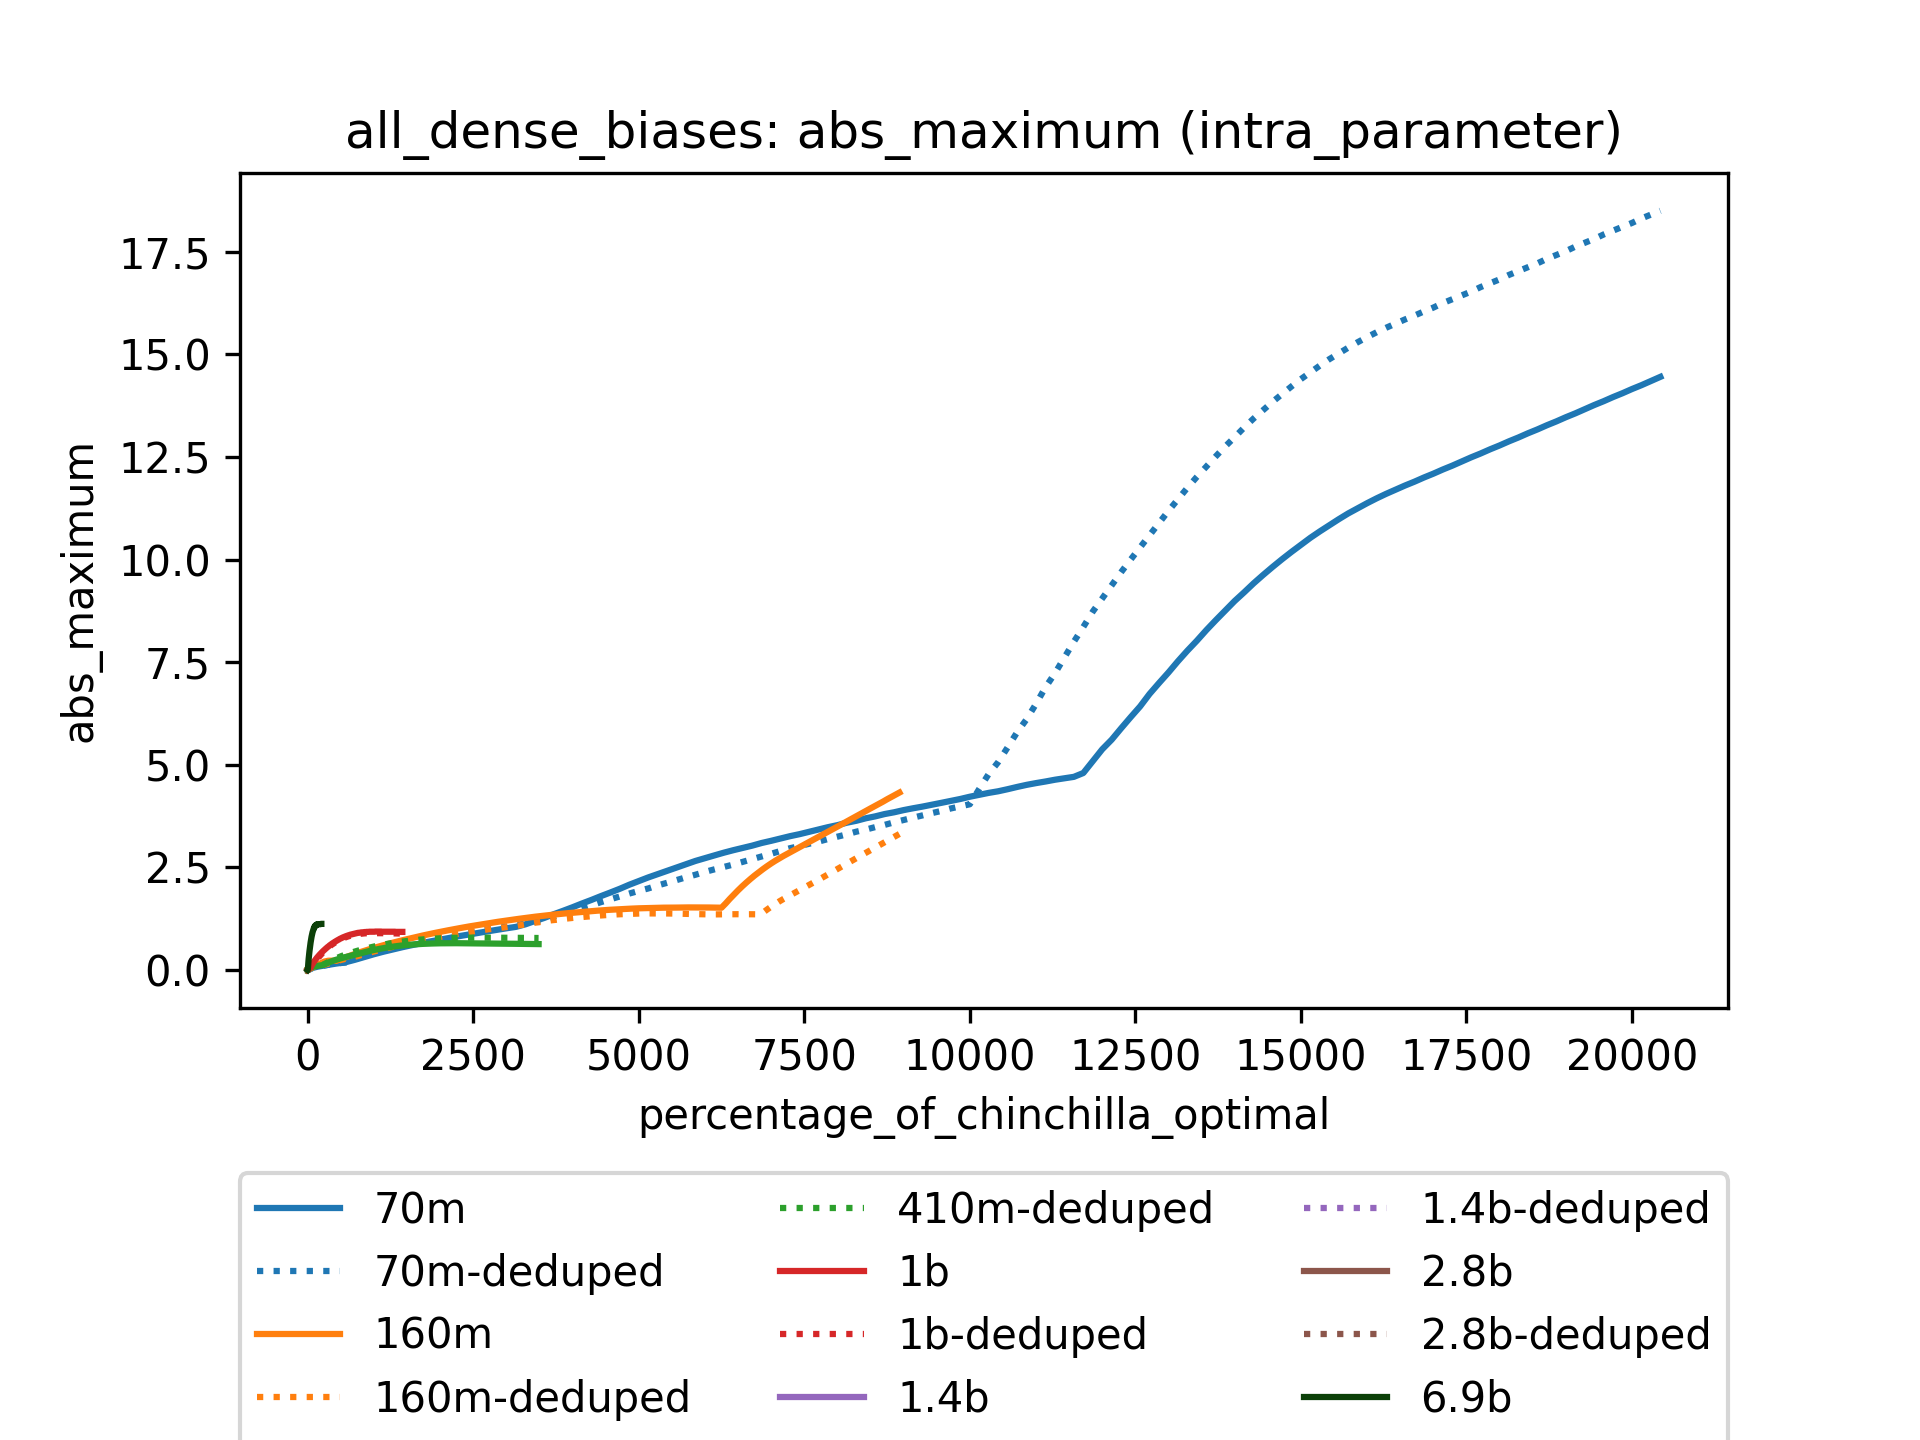 all_dense_biases: abs_maximum (intra_parameter)
abs_maximum
17.5
15.0
12.5
10.0
7.5
5.0
2.5
0.0
0 2500 5000 7500 10000 12500 15000 17500 20000
percentage_of_chinchilla_optimal
70m 410m-deduped 1.4b-deduped
70m-deduped 1b 2.8b
160m 1b-deduped 2.8b-deduped
160m-deduped 1.4b 6.9b